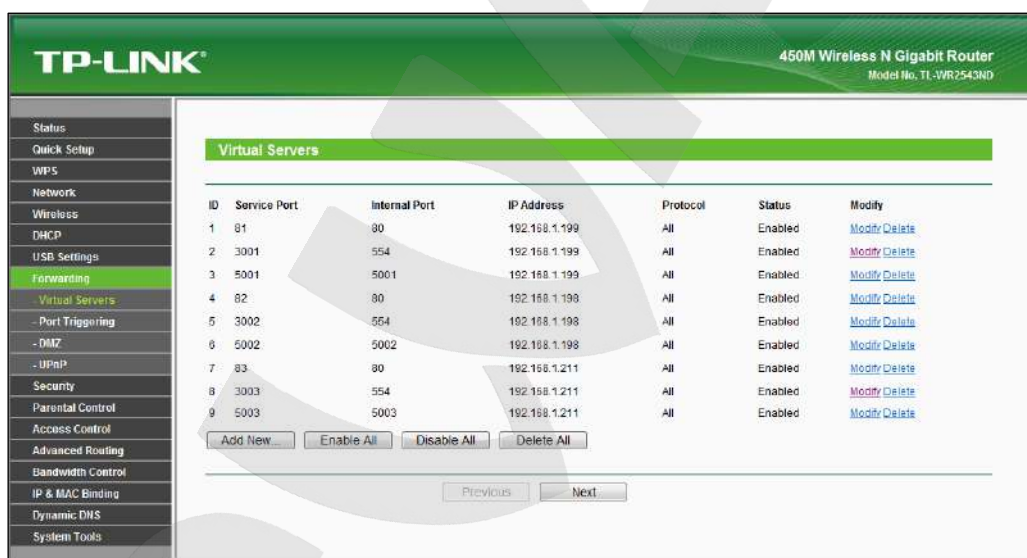 TP-LINK®
450M Wireless N Gigabit Router
Model No. TL-WR2543ND
Status
Quick Setup
WPS
Network
Wireless
DHCP
USB Settings
Forwarding
- Virtual Servers
- Port Triggering
- DMZ
- UPnP
Security
Parental Control
Access Control
Advanced Routing
Bandwidth Control
IP & MAC Binding
Dynamic DNS
System Tools
Virtual Servers
ID Service Port Internal Port IP Address Protocol Status Modify
1 81 80 192.168.1.199 All Enabled Modify Delete
2 3001 554 192.168.1.199 All Enabled Modify Delete
3 5001 5001 192.168.1.199 All Enabled Modify Delete
4 82 80 192.168.1.198 All Enabled Modify Delete
5 3002 554 192.168.1.198 All Enabled Modify Delete
6 5002 5002 192.168.1.198 All Enabled Modify Delete
7 83 80 192.168.1.211 All Enabled Modify Delete
8 3003 554 192.168.1.211 All Enabled Modify Delete
9 5003 5003 192.168.1.211 All Enabled Modify Delete
Add New... Enable All Disable All Delete All
Previous Next